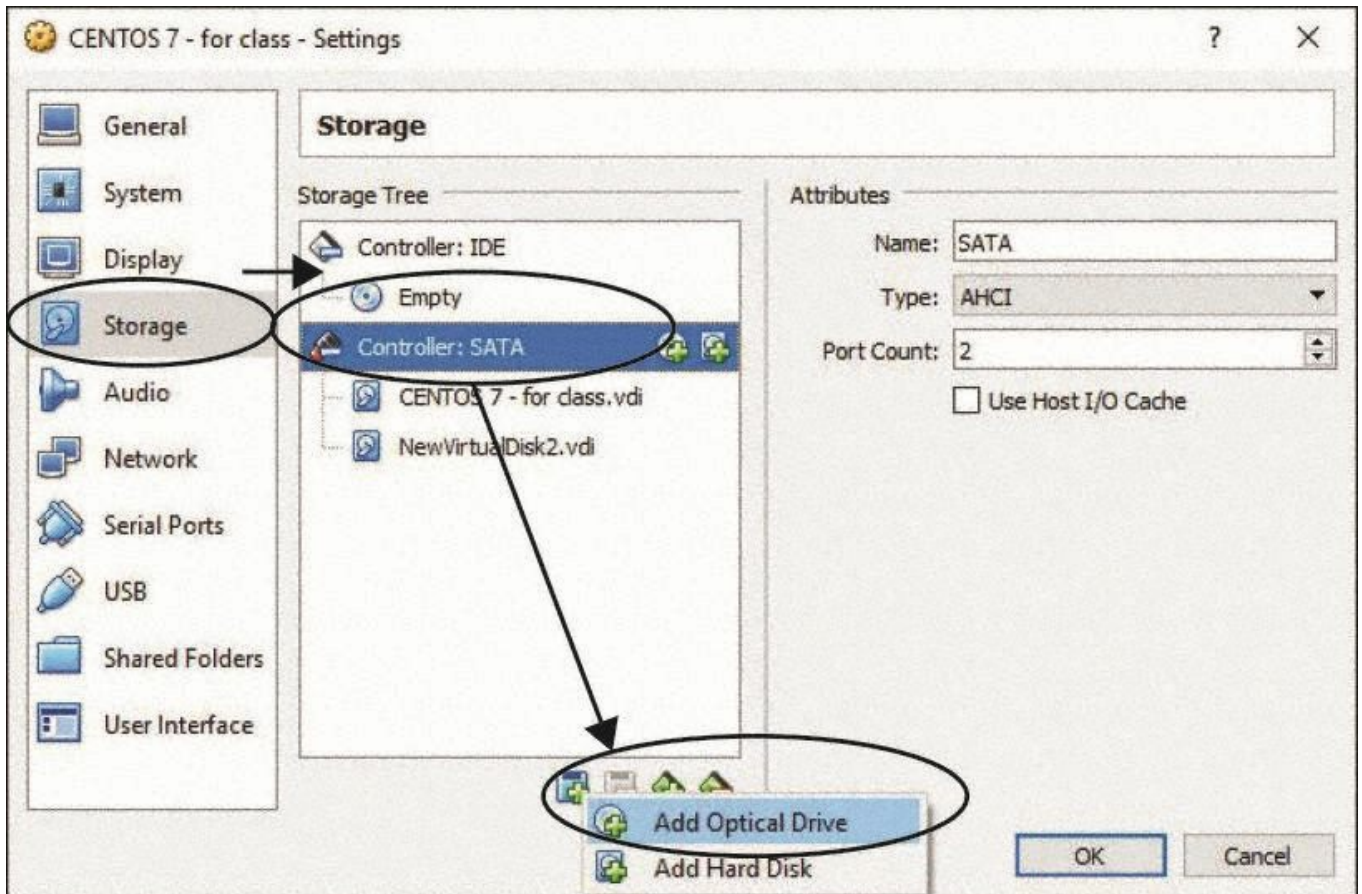 CENTOS 7 - for class - Settings ? ×
General
System
Display
Storage
Audio
Network
Serial Ports
USB
Shared Folders
User Interface
Storage
Storage Tree
Controller: IDE
Empty
Controller: SATA
CENTOS 7 - for class.vdi
NewVirtualDisk2.vdi
Attributes
Name: SATA
Type: AHCI
Port Count: 2
Use Host I/O Cache
Add Optical Drive
Add Hard Disk
OK
Cancel